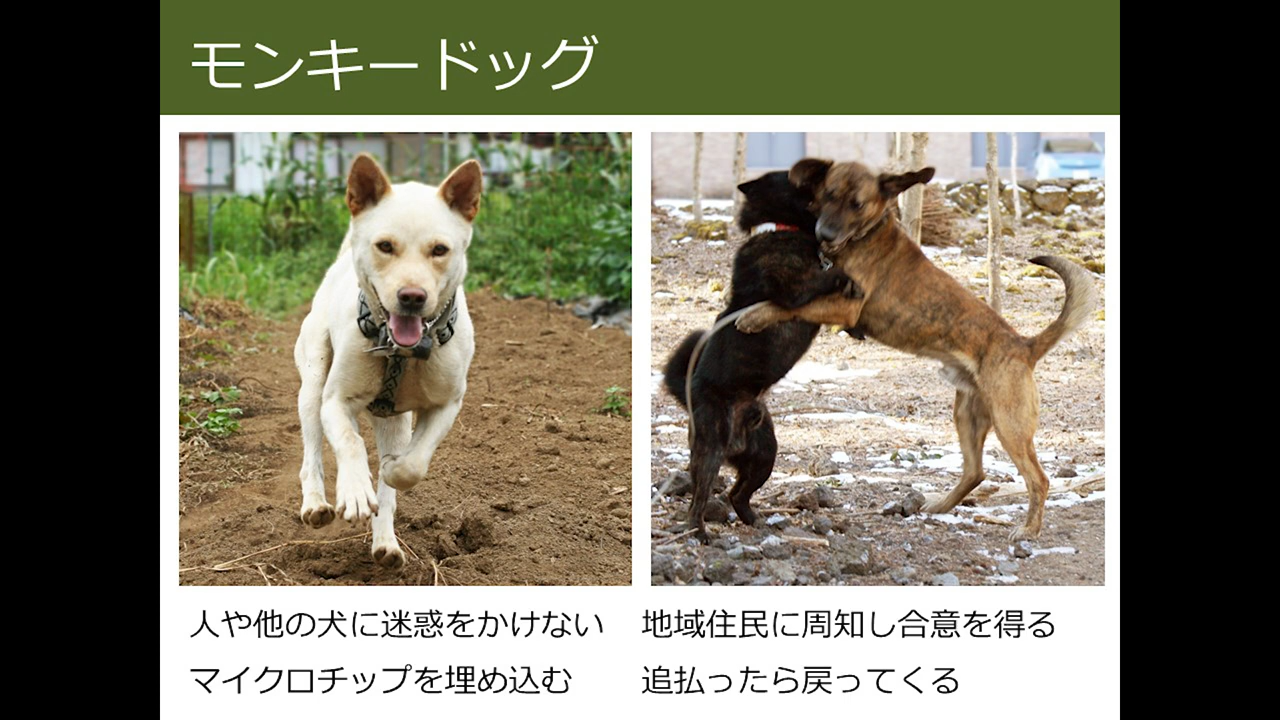 モンキードッグ
人や他の犬に迷惑をかけない
マイクロチップを埋め込む
地域住民に周知し合意を得る
追払ったら戻ってくる